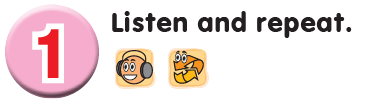 1
Listen and repeat.